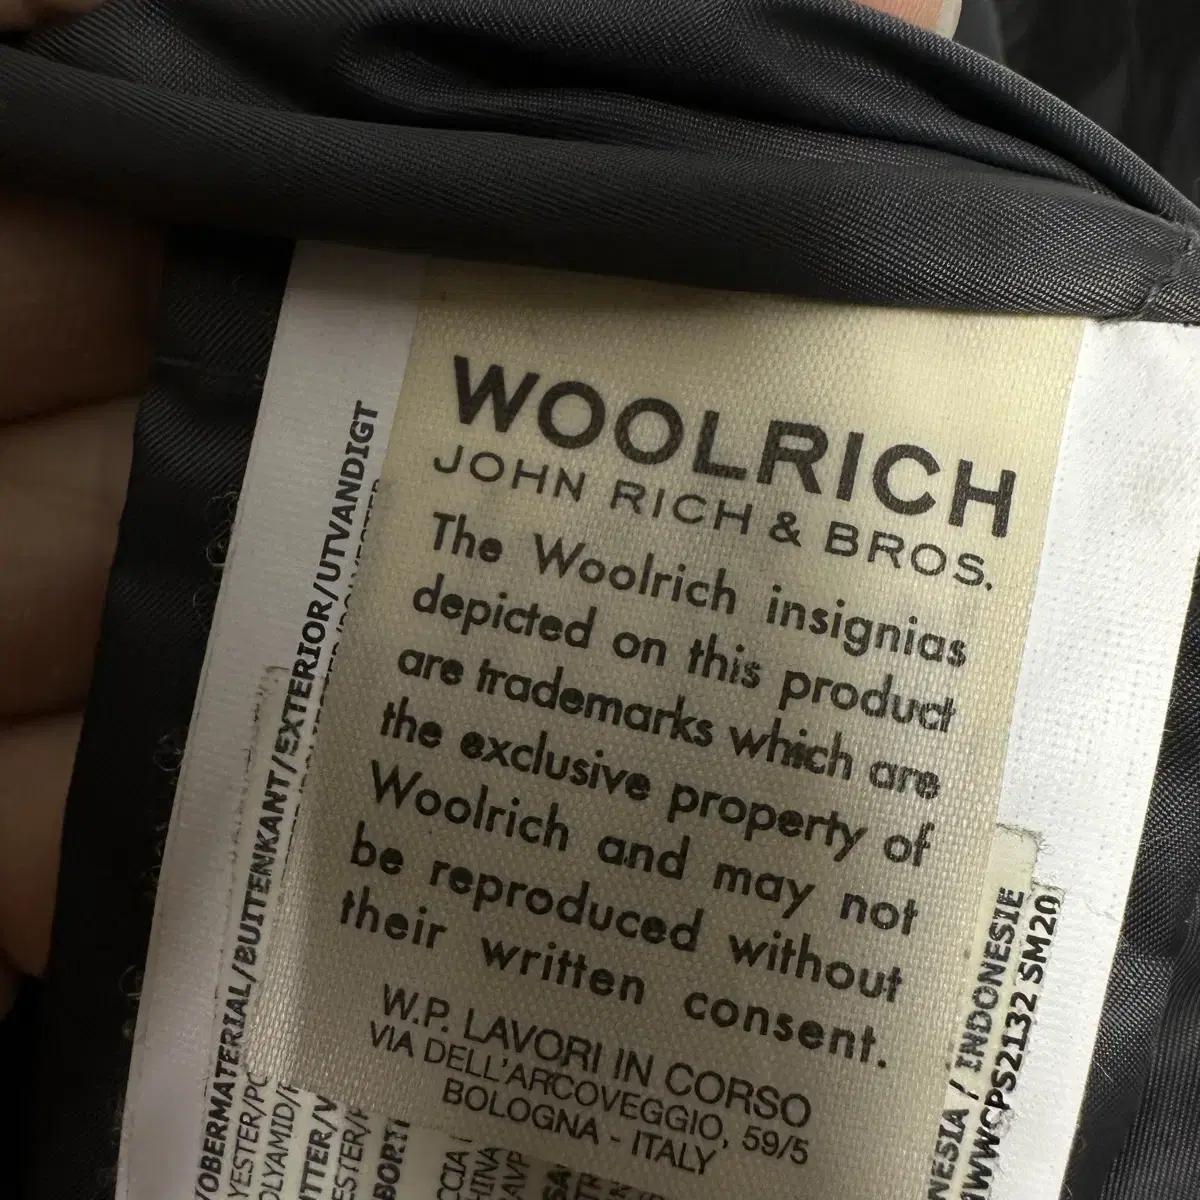 WOOLRICH
JOHN RICH & BROS.
The Woolrich insignias
depicted on this product
are trademarks which are
the exclusive property of
Woolrich and may not
be reproduced without
their written consent.
W.P. LAVORI IN CORSO
VIA DELL'ARCOVEGGIO, 59/5
BOLOGNA - ITALY
OBERMATERIAL/BUITENKANT/EXTERIOR/UTVANDIGT
NESIA / INDONESIE
WWCPS2132 SM20